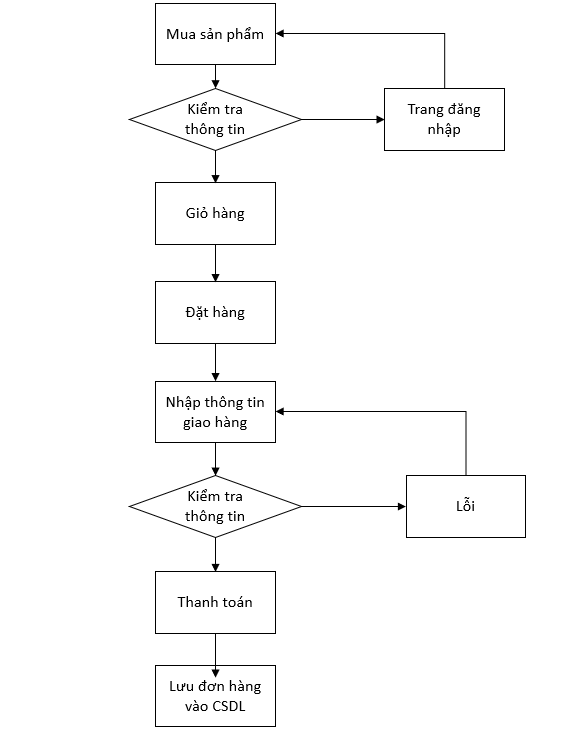 Mua sản phẩm
Kiểm tra
thông tin
Trang đăng
nhập
Giỏ hàng
Đặt hàng
Nhập thông tin
giao hàng
Kiểm tra
thông tin
Lỗi
Thanh toán
Lưu đơn hàng
vào CSDL